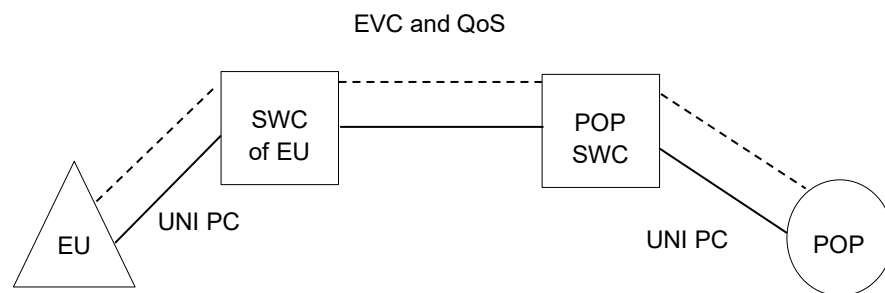 EVC and QoS
SWC
of EU
POP
SWC
UNI PC
EU
UNI PC
POP